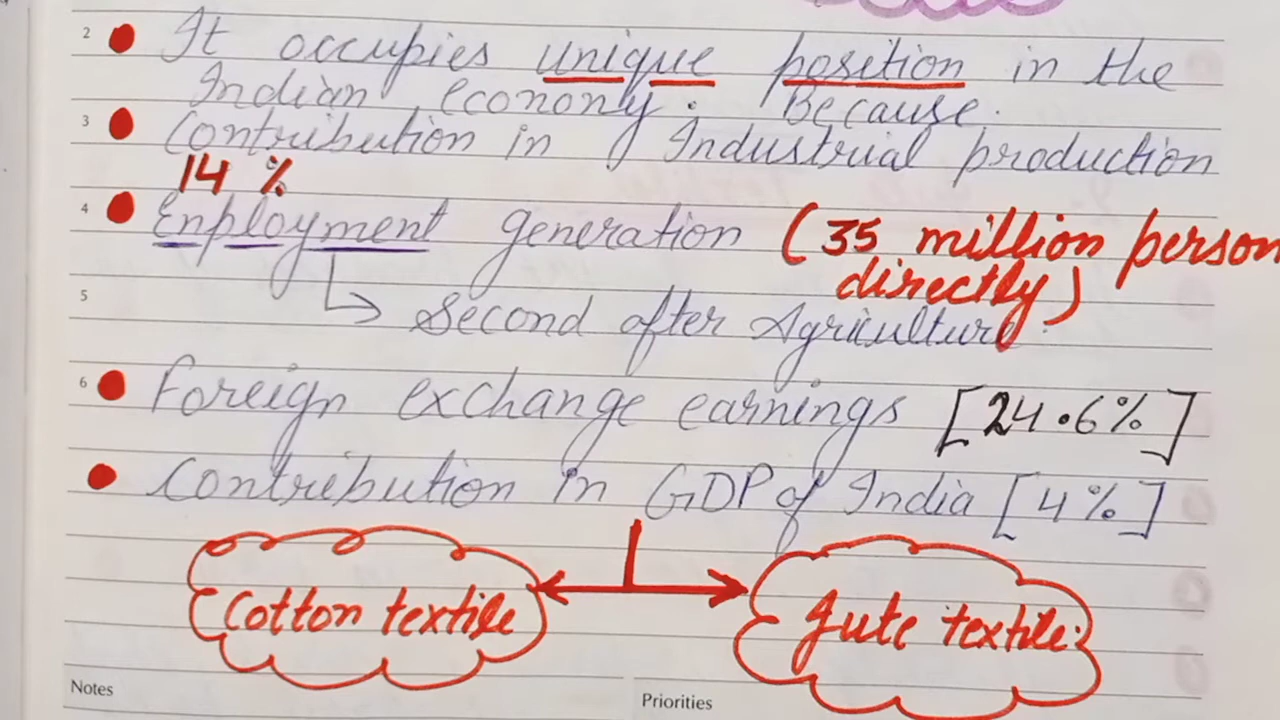 2
It occupies unique position in the
Indian economy. Because.
3
Contribution in Industrial production
14 %
4
Employment generation (35 million person
directly)
5
Second after Agriculture
6
Foreign exchange earnings [24.6%]
Contribution in GDP of India [4%]
Cotton textile
Jute textile
Notes
Priorities